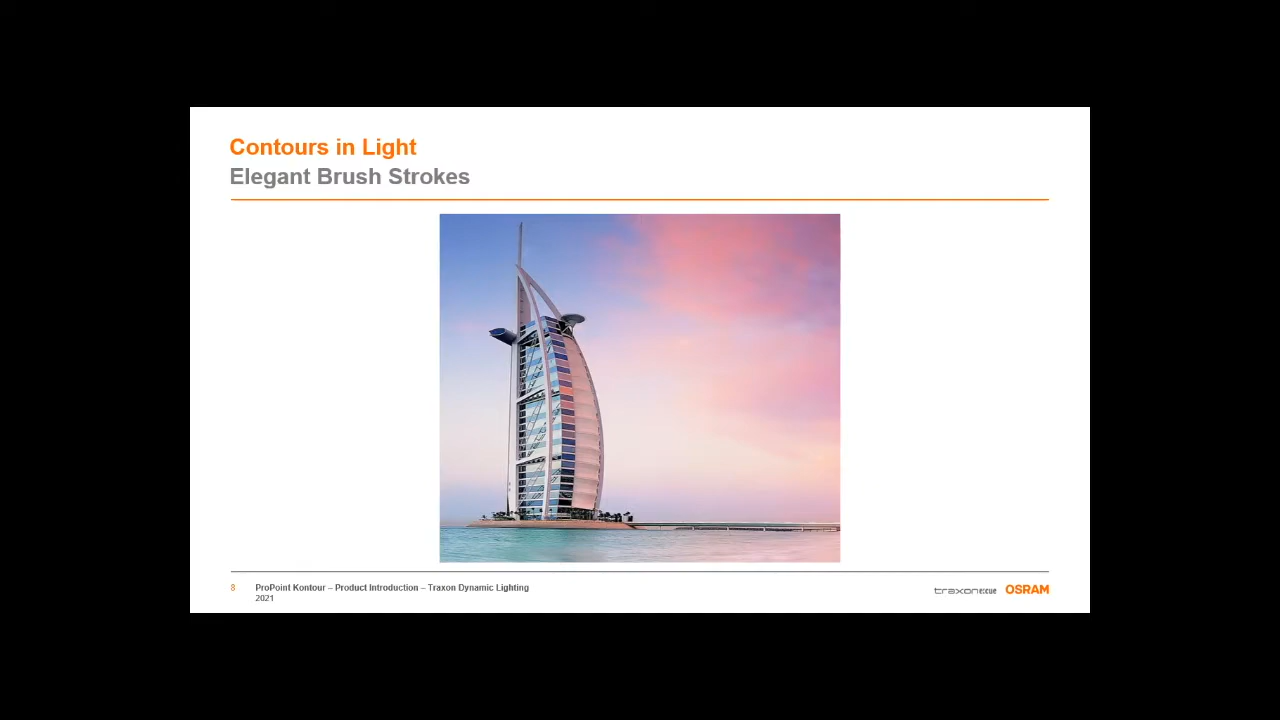 Contours in Light
Elegant Brush Strokes
8 ProPoint Kontour – Product Introduction – Traxon Dynamic Lighting
2021
traxon e:cue OSRAM